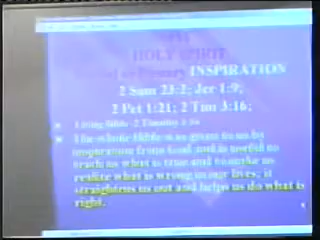 HOLY SPIRIT
INSPIRATION
2 Sam 23:2; Jer 1:9;
2 Pet 1:21; 2 Tim 3:16;
Living Bible -2 Timothy 3:16
The whole Bible was given to us by
inspiration from God and is useful to
teach us what is true and to make us
realize what is wrong in our lives; it
straightens us out and helps us do what is
right.